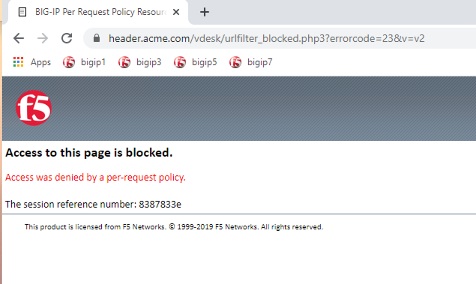 BIG-IP Per Request Policy Resour
header.acme.com/vdesk/urlfilter_blocked.php3?errorcode=23&lv=v2
Apps bigip1 bigip3 bigip5 bigip7
f5
Access to this page is blocked.
Access was denied by a per-request policy.
The session reference number: 8387833e
This product is licensed from F5 Networks. © 1999-2019 F5 Networks. All rights reserved.